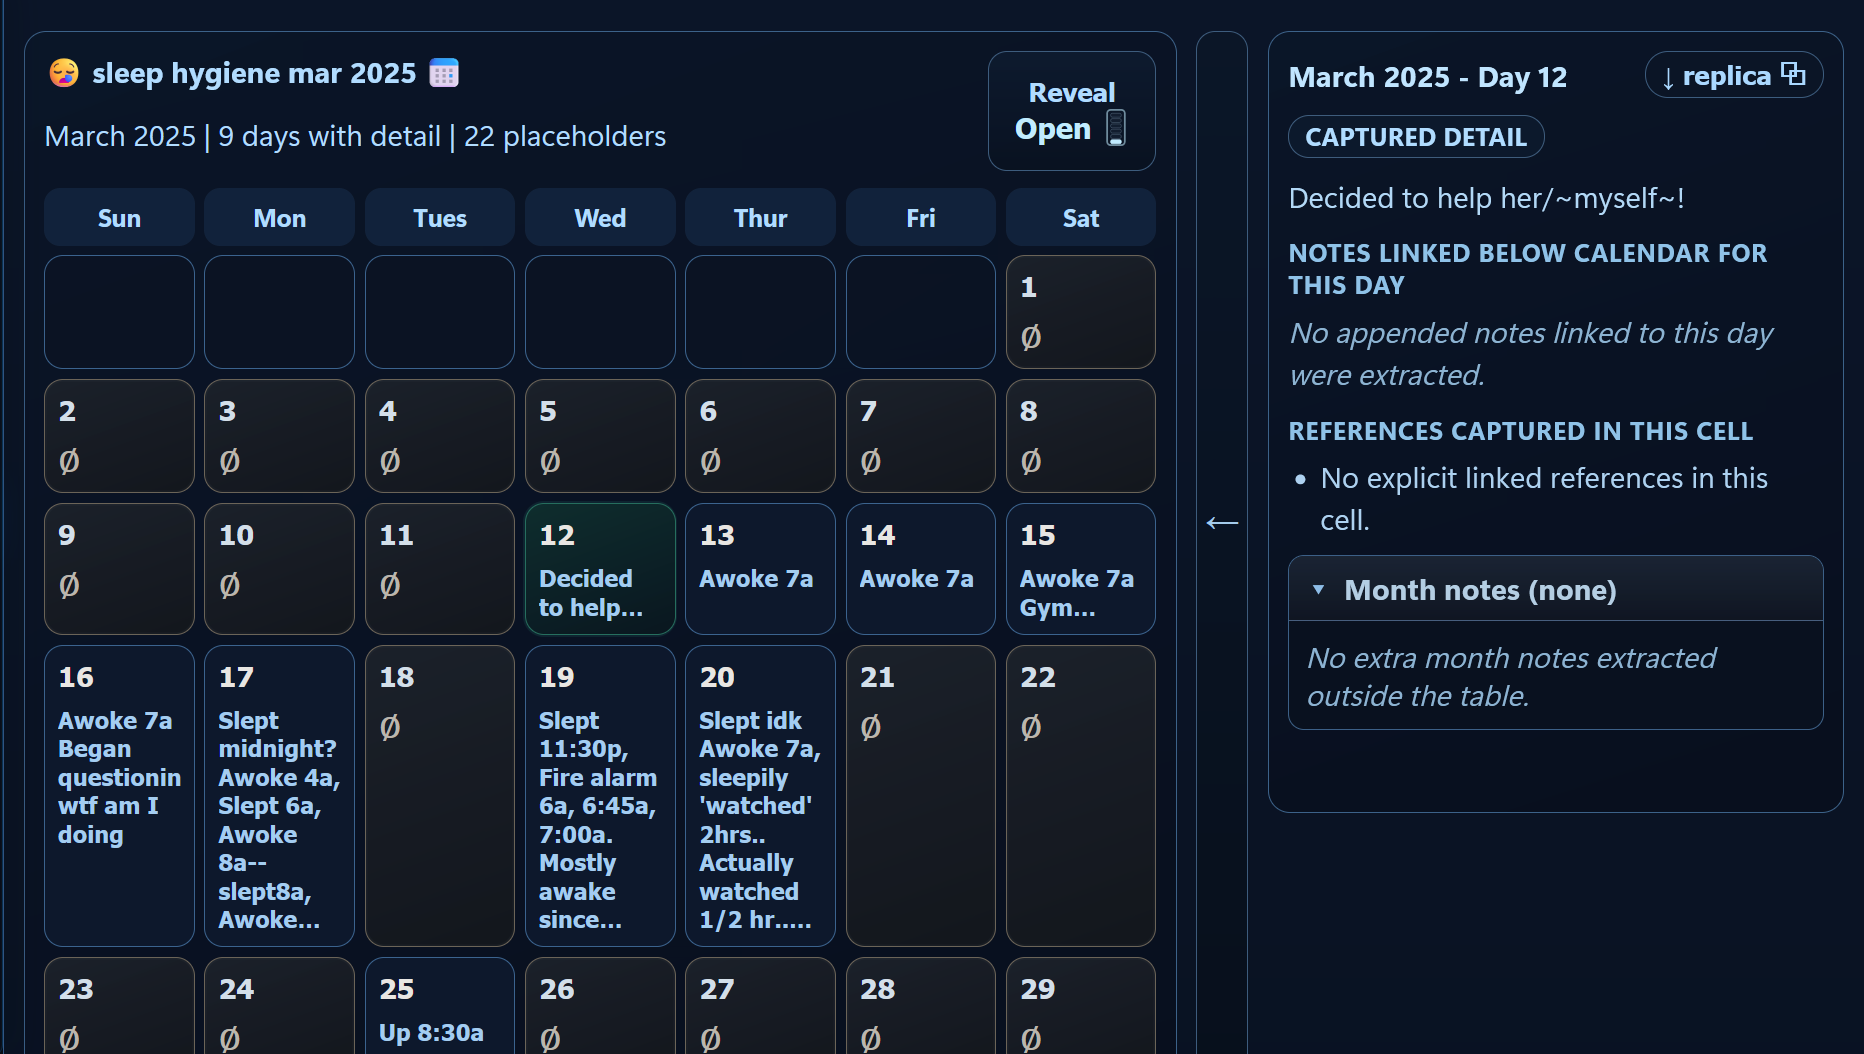 sleep hygiene mar 2025
Reveal
Open
March 2025 | 9 days with detail | 22 placeholders
Sun Mon Tues Wed Thur Fri Sat
1
Ø
2 3 4 5 6 7 8
Ø Ø Ø Ø Ø Ø Ø
9
Ø
10
Ø
11
Ø
12
Decided
to help...
13
Awoke 7a
14
Awoke 7a
15
Awoke 7a
Gym...
16
Awoke 7a
Began
questionin
wtf am I
doing
17
Slept
midnight?
Awoke 4a,
Slept 6a,
Awoke
8a--
slept8a,
Awoke...
18
Ø
19
Slept
11:30p,
Fire alarm
6a, 6:45a,
7:00a.
Mostly
awake
since...
20
Slept idk
Awoke 7a,
sleepily
'watched'
2hrs..
Actually
watched
1/2 hr.....
21
Ø
22
Ø
23
Ø
24
Ø
25
Up 8:30a
26
Ø
27
Ø
28
Ø
29
Ø
←
March 2025 - Day 12
↓ replica
CAPTURED DETAIL
Decided to help her/~myself~!
NOTES LINKED BELOW CALENDAR FOR
THIS DAY
No appended notes linked to this day
were extracted.
REFERENCES CAPTURED IN THIS CELL
• No explicit linked references in this
cell.
▼ Month notes (none)
No extra month notes extracted
outside the table.